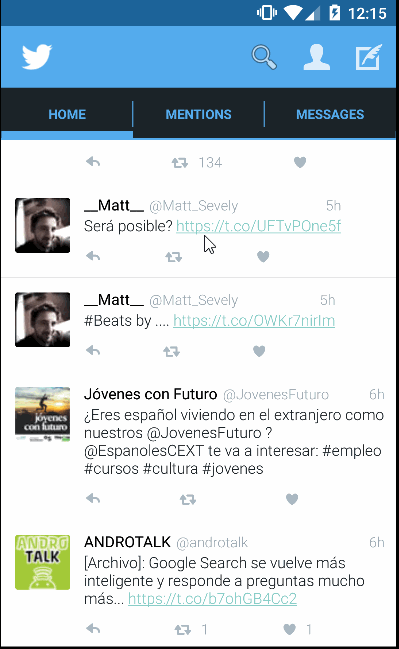 12:15
HOME MENTIONS MESSAGES
134
__Matt__ @Matt_Sevely 5h
Será posible? https://t.co/UFTvPOne5f
__Matt__ @Matt_Sevely 5h
#Beats by .... https://t.co/OWKr7nirIm
Jóvenes con Futuro @JovenesFuturo 6h
jóvenes
con futuro
¿Eres español viviendo en el extranjero como
nuestros @JovenesFuturo ?
@EspanolesCEXT te va a interesar: #empleo
#cursos #cultura #jovenes
ANDROTALK @androtalk 6h
ANDRO
TALK
[Archivo]: Google Search se vuelve más
inteligente y responde a preguntas mucho
más... https://t.co/b7ohGB4Cc2
1 1